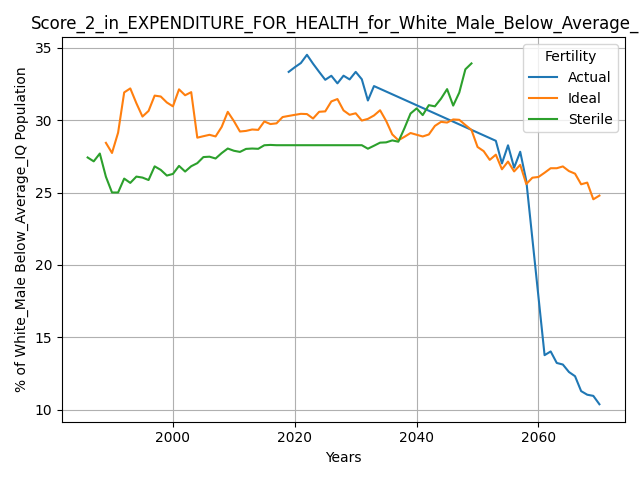 Score_2_in_EXPENDITURE_FOR_HEALTH_for_White_Male_Below_Average_
% of White_Male Below_Average_IQ Population
35
30
25
20
15
10
Fertility
Actual
Ideal
Sterile
2000
2020
2040
2060
Years